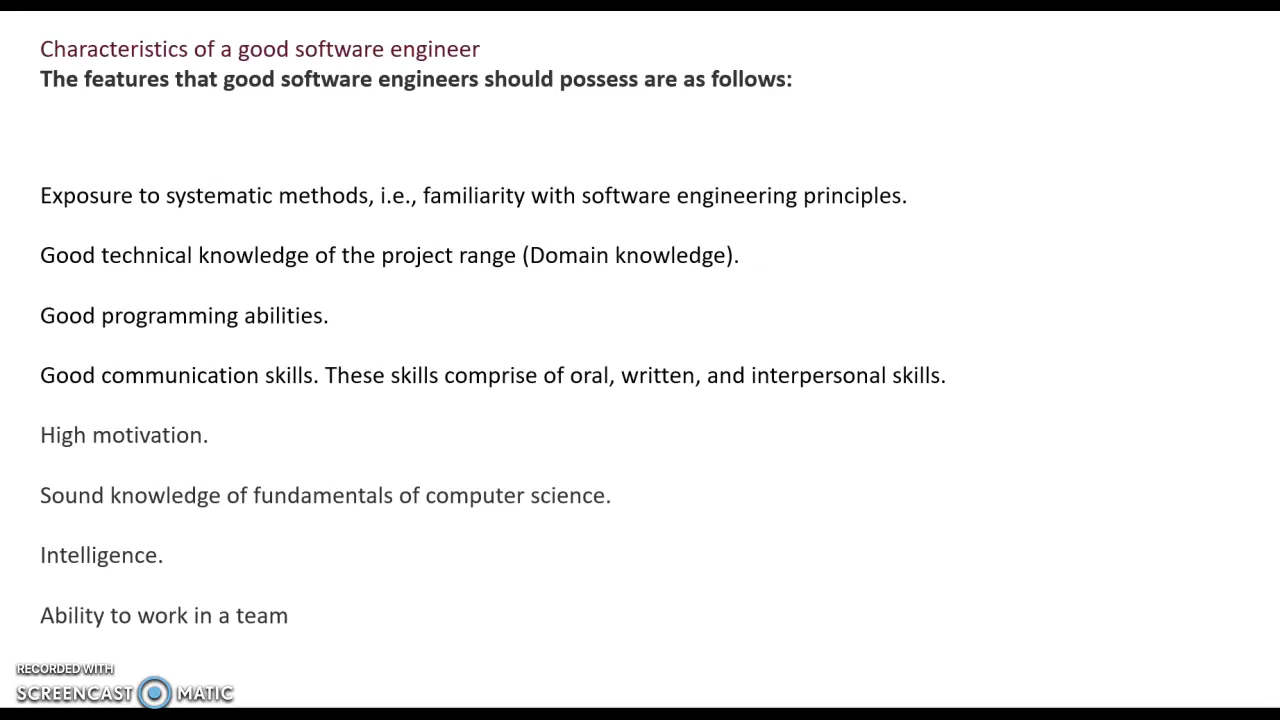 Characteristics of a good software engineer
The features that good software engineers should possess are as follows:
Exposure to systematic methods, i.e., familiarity with software engineering principles.
Good technical knowledge of the project range (Domain knowledge).
Good programming abilities.
Good communication skills. These skills comprise of oral, written, and interpersonal skills.
High motivation.
Sound knowledge of fundamentals of computer science.
Intelligence.
Ability to work in a team
RECORDED WITH
SCREENCAST MATIC